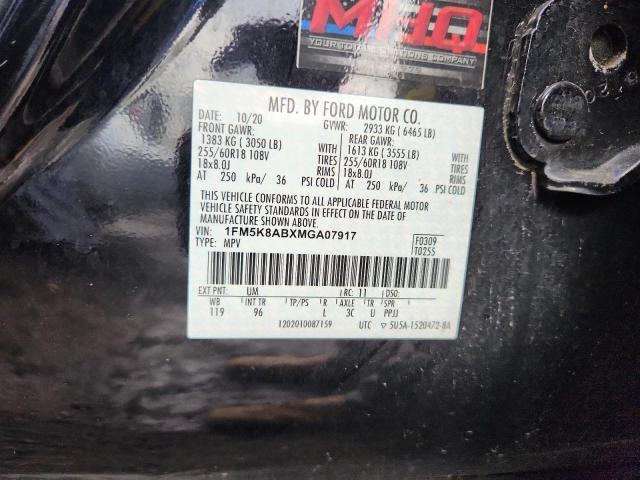 MHQ
MFD. BY FORD MOTOR CO.
DATE: 10/20 GVWR: 2933 KG ( 6465 LB)
FRONT GAWR: REAR GAWR:
1383 KG ( 3050 LB) WITH 1613 KG ( 3555 LB) WITH
255/60R18 108V TIRES 255/60R18 108V TIRES
18x8.0J RIMS 18x8.0J RIMS
AT 250 kPa/ 36 PSI COLD AT 250 kPa/ 36 PSI COLD
THIS VEHICLE CONFORMS TO ALL APPLICABLE FEDERAL MOTOR
VEHICLE SAFETY STANDARDS IN EFFECT ON THE DATE OF
MANUFACTURE SHOWN ABOVE.
VIN: 1FM5K8ABXMGA07917 F0309
TYPE: MPV T0255
EXT PNT: UM RC: 11 DSO:
WB INT TR TP/PS R AXLE TR SPR
119 96 L 3C U PPJJ
1202010087159 UTC ▽ 5U5A-1520472-BA